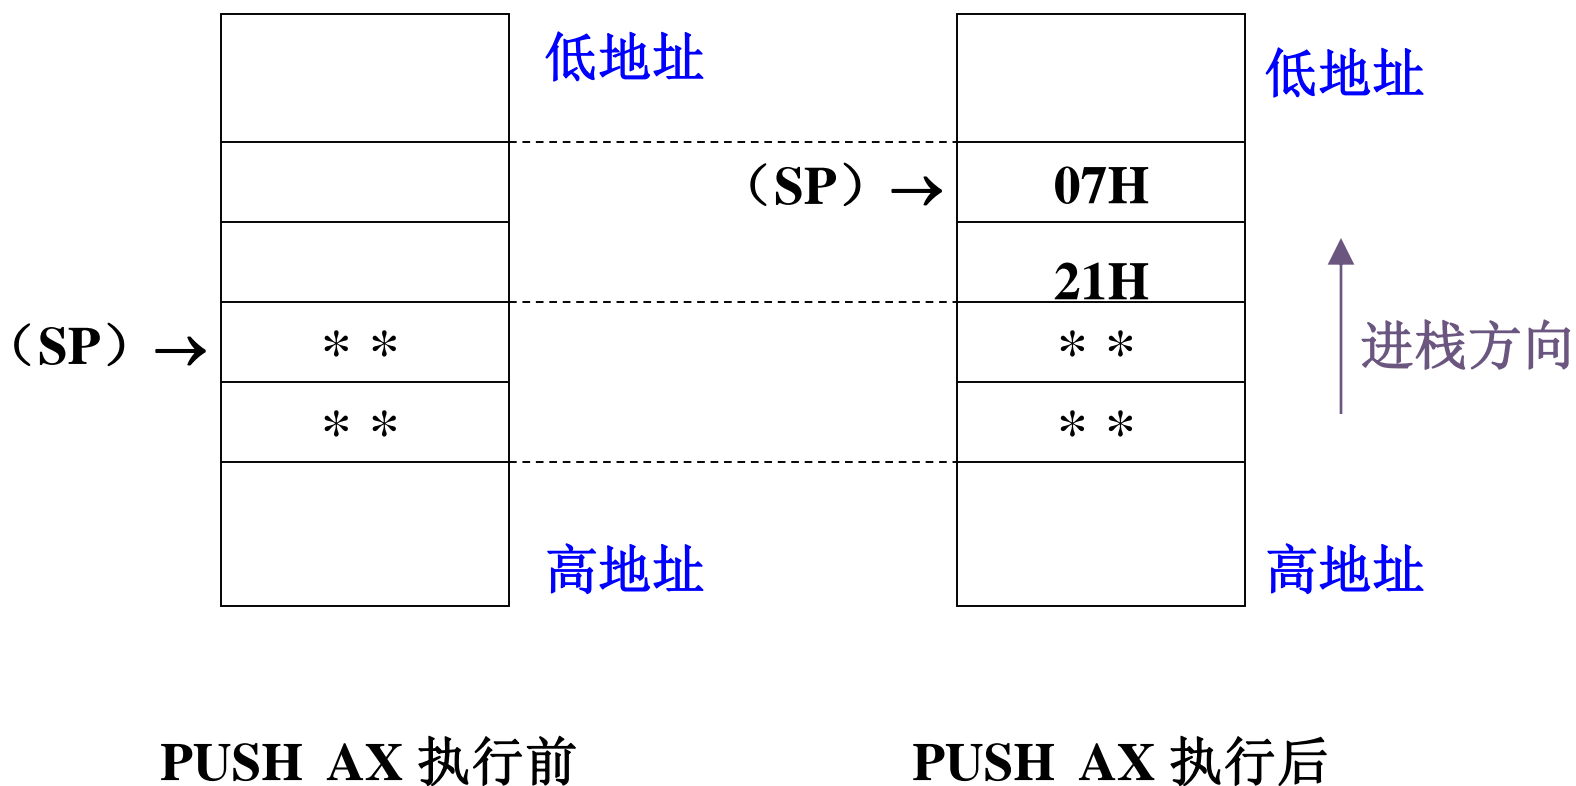 低地址
低地址
（SP）→
07H
21H
（SP）→
* *
* *
进栈方向
* *
* *
高地址
高地址
PUSH AX 执行前
PUSH AX 执行后